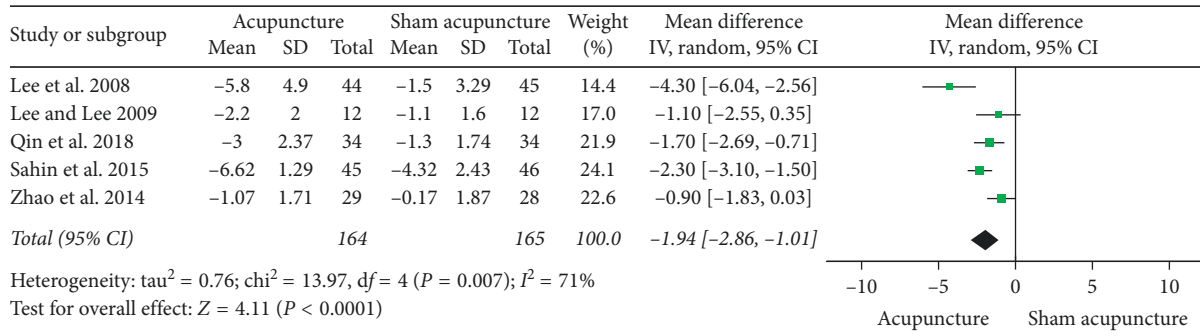 Study or subgroup Acupuncture Sham acupuncture Weight (%) Mean difference IV, random, 95% CI Mean difference IV, random, 95% CI
Mean SD Total Mean SD Total
Lee et al. 2008 –5.8 4.9 44 –1.5 3.29 45 14.4 –4.30 [–6.04, –2.56]
Lee and Lee 2009 –2.2 2 12 –1.1 1.6 12 17.0 –1.10 [–2.55, 0.35]
Qin et al. 2018 –3 2.37 34 –1.3 1.74 34 21.9 –1.70 [–2.69, –0.71]
Sahin et al. 2015 –6.62 1.29 45 –4.32 2.43 46 24.1 –2.30 [–3.10, –1.50]
Zhao et al. 2014 –1.07 1.71 29 –0.17 1.87 28 22.6 –0.90 [–1.83, 0.03]
Total (95% CI) 164 165 100.0 –1.94 [–2.86, –1.01]
Heterogeneity: tau² = 0.76; chi² = 13.97, df = 4 (P = 0.007); I² = 71%
Test for overall effect: Z = 4.11 (P < 0.0001)
–10 –5 0 5 10
Acupuncture Sham acupuncture